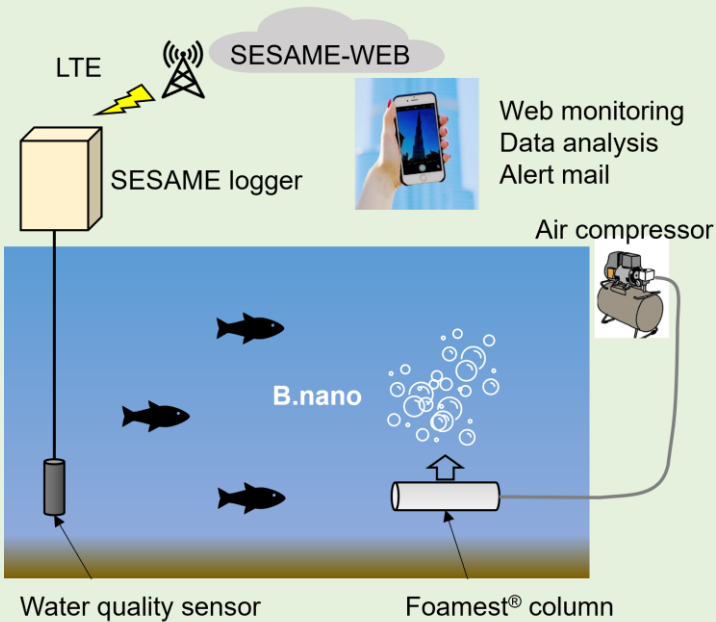 SESAME-WEB
LTE
Web monitoring
Data analysis
Alert mail
SESAME logger
Air compressor
B.nano
Water quality sensor
Foamest® column